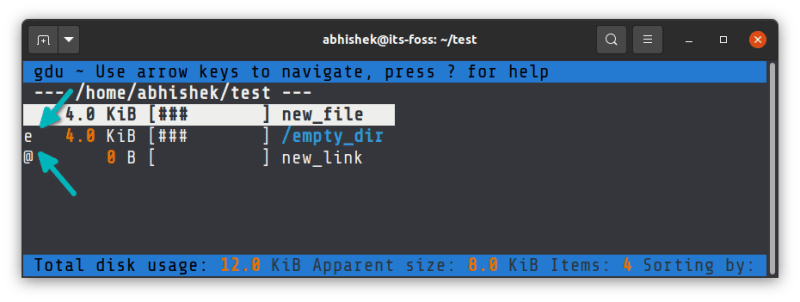 abhishek@its-foss: ~/test
gdu ~ Use arrow keys to navigate, press ? for help
--- /home/abhishek/test ---
4.0 KiB [###       ] new_file
e 4.0 KiB [###       ] /empty_dir
@ 0 B [          ] new_link
Total disk usage: 12.0 KiB Apparent size: 8.0 KiB Items: 4 Sorting by: